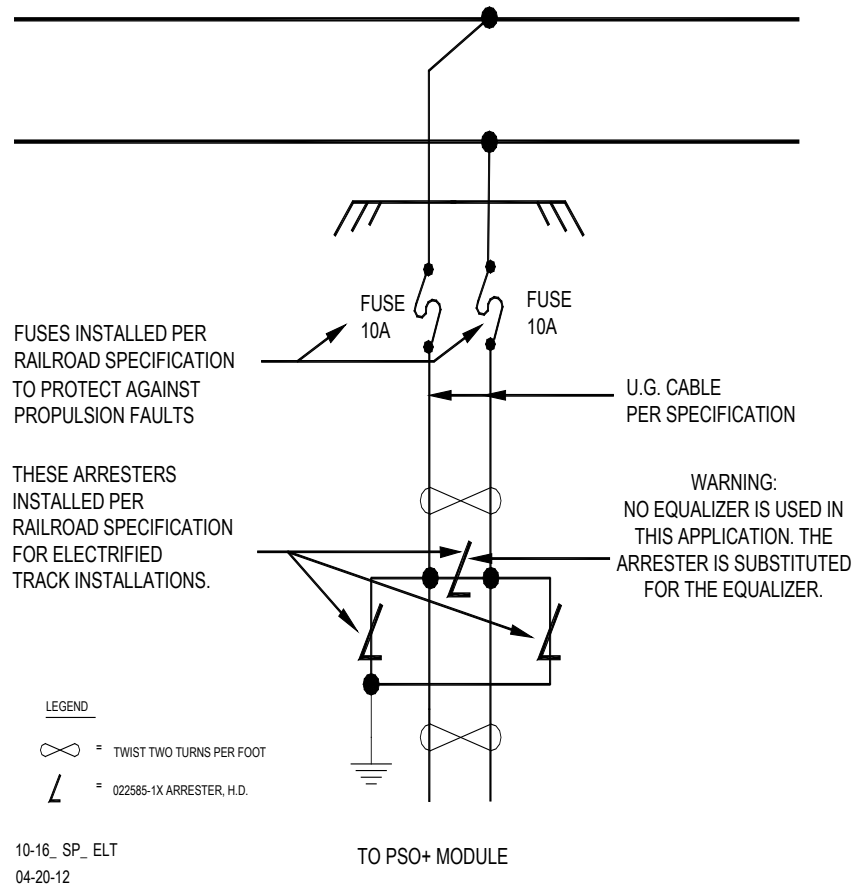 FUSE
10A
FUSE
10A
FUSES INSTALLED PER
RAILROAD SPECIFICATION
TO PROTECT AGAINST
PROPULSION FAULTS
U.G. CABLE
PER SPECIFICATION
THESE ARRESTERS
INSTALLED PER
RAILROAD SPECIFICATION
FOR ELECTRIFIED
TRACK INSTALLATIONS.
WARNING:
NO EQUALIZER IS USED IN
THIS APPLICATION. THE
ARRESTER IS SUBSTITUTED
FOR THE EQUALIZER.
LEGEND
= TWIST TWO TURNS PER FOOT
= 022585-1X ARRESTER, H.D.
10-16_ SP_ ELT
04-20-12
TO PSO+ MODULE